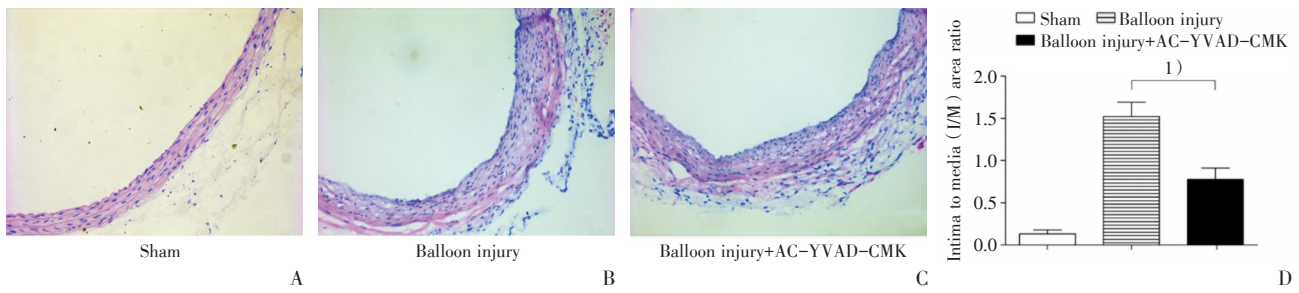 Sham
A
Balloon injury
B
Balloon injury+AC-YVAD-CMK
C
Sham Balloon injury
Balloon injury+AC-YVAD-CMK
Intima to media (I/M) area ratio
2.0
1.5
1.0
0.5
0.0
1)
D